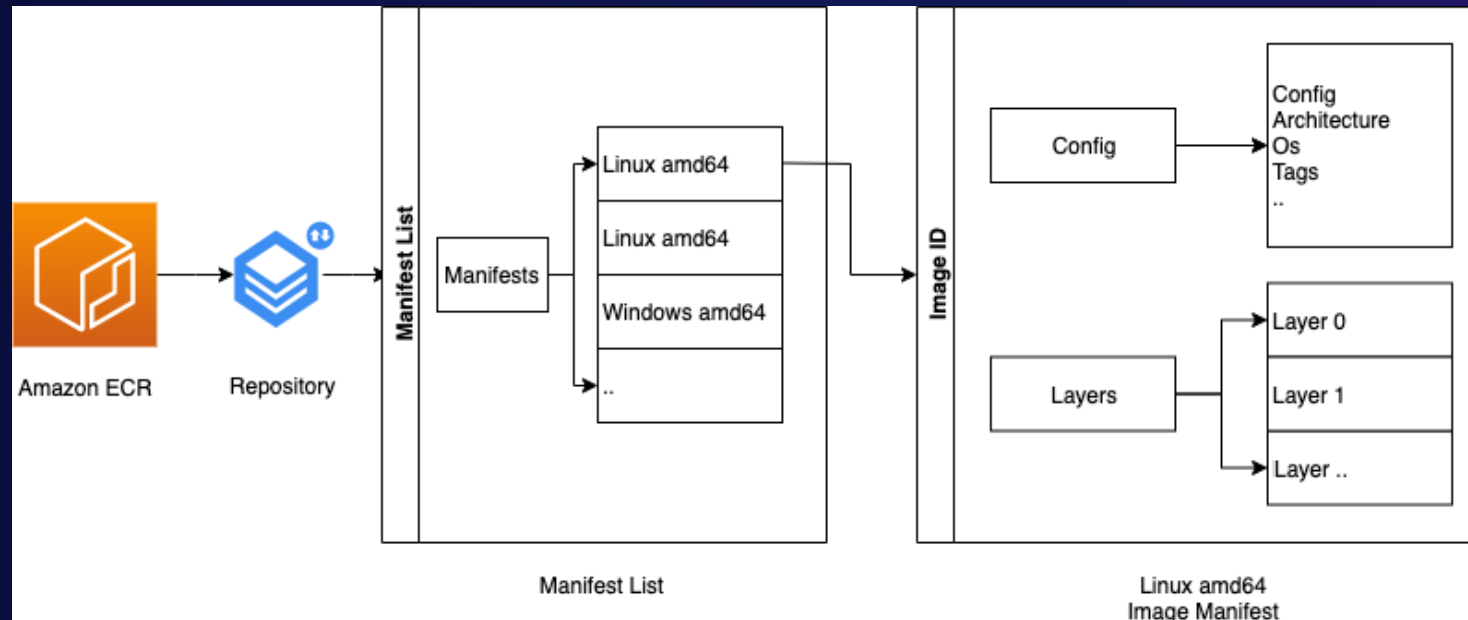 Amazon ECR
Repository
Manifest List
Manifests
Linux amd64
Linux amd64
Windows amd64
..
Manifest List
Image ID
Config
Config
Architecture
Os
Tags
..
Layers
Layer 0
Layer 1
Layer ..
Linux amd64
Image Manifest